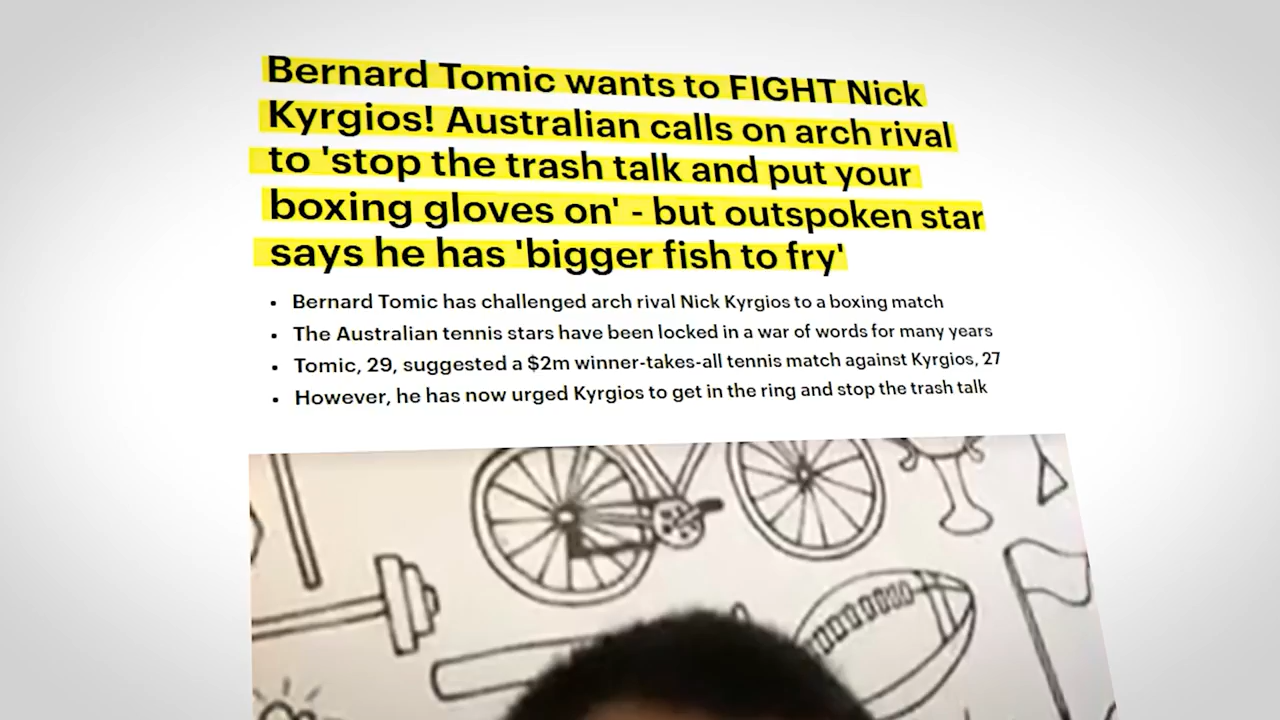 Bernard Tomic wants to FIGHT Nick
Kyrgios! Australian calls on arch rival
to 'stop the trash talk and put your
boxing gloves on' - but outspoken star
says he has 'bigger fish to fry'
• Bernard Tomic has challenged arch rival Nick Kyrgios to a boxing match
• The Australian tennis stars have been locked in a war of words for many years
• Tomic, 29, suggested a $2m winner-takes-all tennis match against Kyrgios, 27
• However, he has now urged Kyrgios to get in the ring and stop the trash talk